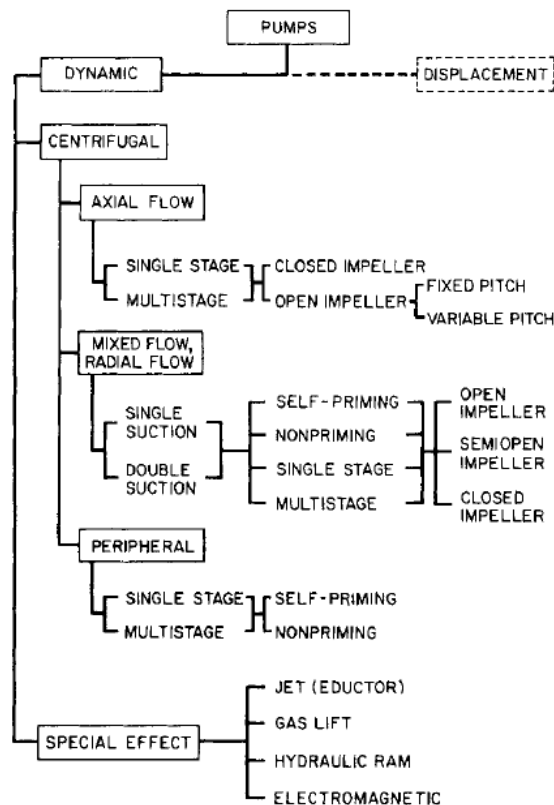 PUMPS
DYNAMIC
DISPLACEMENT
CENTRIFUGAL
AXIAL FLOW
SINGLE STAGE
CLOSED IMPELLER
FIXED PITCH
MULTISTAGE
OPEN IMPELLER
VARIABLE PITCH
MIXED FLOW,
RADIAL FLOW
SINGLE
SUCTION
DOUBLE
SUCTION
SELF-PRIMING
NONPRIMING
SINGLE STAGE
MULTISTAGE
OPEN
IMPELLER
SEMIOPEN
IMPELLER
CLOSED
IMPELLER
PERIPHERAL
SINGLE STAGE
SELF-PRIMING
MULTISTAGE
NONPRIMING
SPECIAL EFFECT
JET (EDUCTOR)
GAS LIFT
HYDRAULIC RAM
ELECTROMAGNETIC